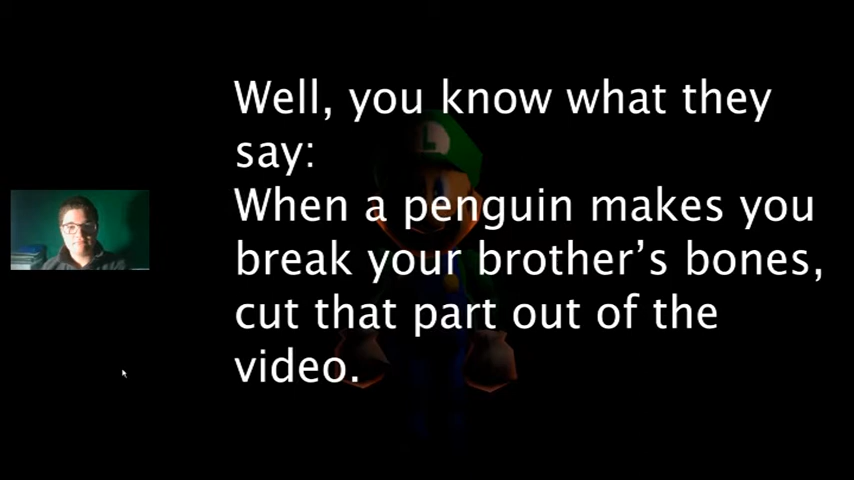 Well, you know what they
say:
When a penguin makes you
break your brother’s bones,
cut that part out of the
video.
L